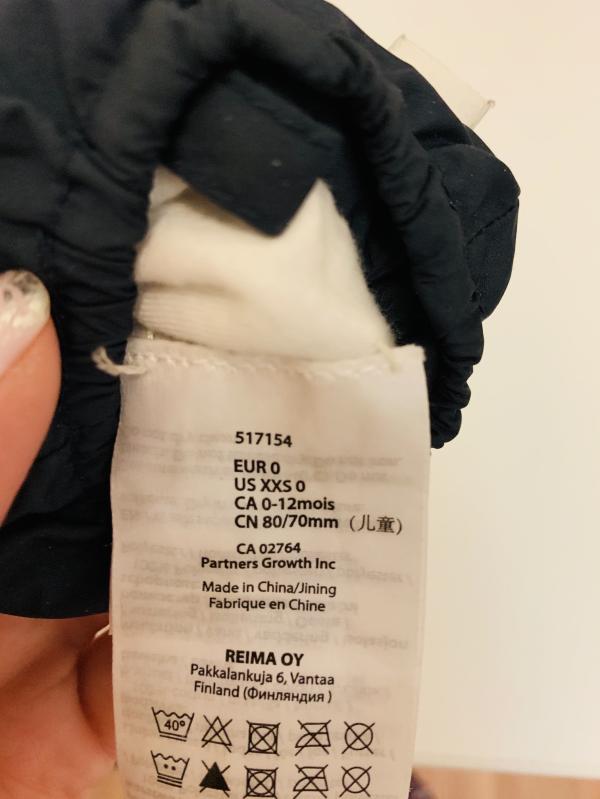 517154
EUR 0
US XXS 0
CA 0-12mois
CN 80/70mm（儿童）
CA 02764
Partners Growth Inc
Made in China/Jining
Fabrique en Chine
REIMA OY
Pakkalankuja 6, Vantaa
Finland (Финляндия )
40°